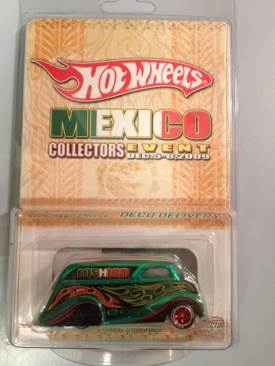 HOT WHEELS
MEXICO
COLLECTORS EVENT
DEC.5-6.2009
DECO DELIVERY